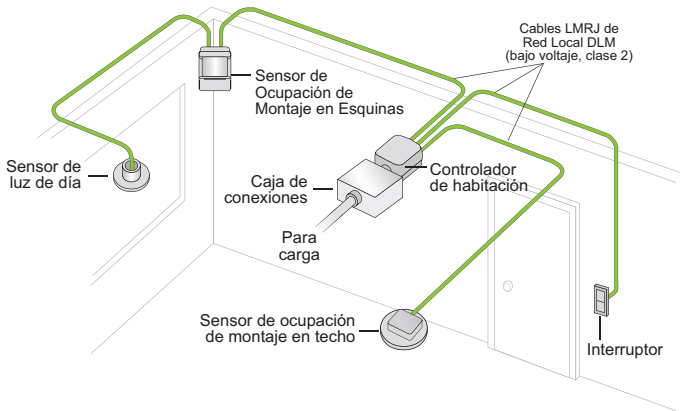 Cables LMRJ de
Red Local DLM
(bajo voltaje, clase 2)
Sensor de
Ocupación de
Montaje en Esquinas
Sensor de
luz de día
Caja de
conexiones
Controlador
de habitación
Para
carga
Sensor de ocupación
de montaje en techo
Interruptor